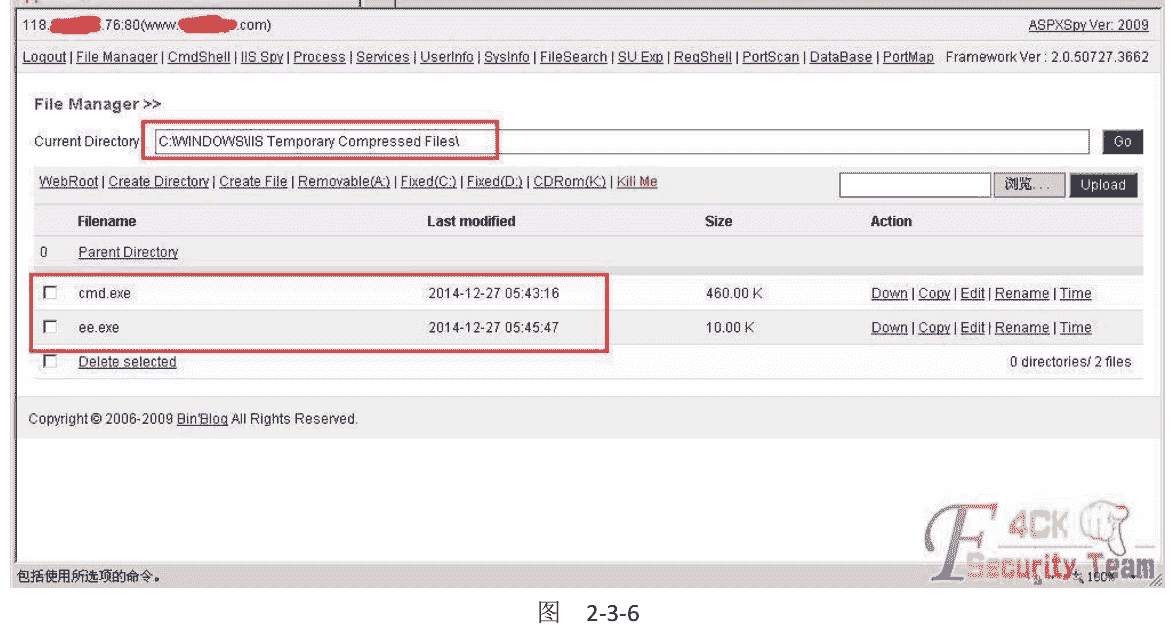 118. .76:80(www. .com) ASPXSpy Ver: 2009
Logout | File Manager | CmdShell | IIS Spy | Process | Services | UserInfo | SysInfo | FileSearch | SU Exp | RegShell | PortScan | DataBase | PortMap Framework Ver : 2.0.50727.3662
File Manager >>
Current Directory C:\WINDOWS\IIS Temporary Compressed Files\ Go
WebRoot | Create Directory | Create File | Removable(A:) | Fixed(C:) | Fixed(D:) | CDRom(K:) | Kill Me 浏览... Upload
Filename Last modified Size Action
0 Parent Directory
cmd.exe 2014-12-27 05:43:16 460.00 K Down | Copy | Edit | Rename | Time
ee.exe 2014-12-27 05:45:47 10.00 K Down | Copy | Edit | Rename | Time
Delete selected 0 directories/ 2 files
Copyright © 2006-2009 Bin'Blog All Rights Reserved.
F4CK
Security Team
包括使用所选项的命令。 100%
图 2-3-6